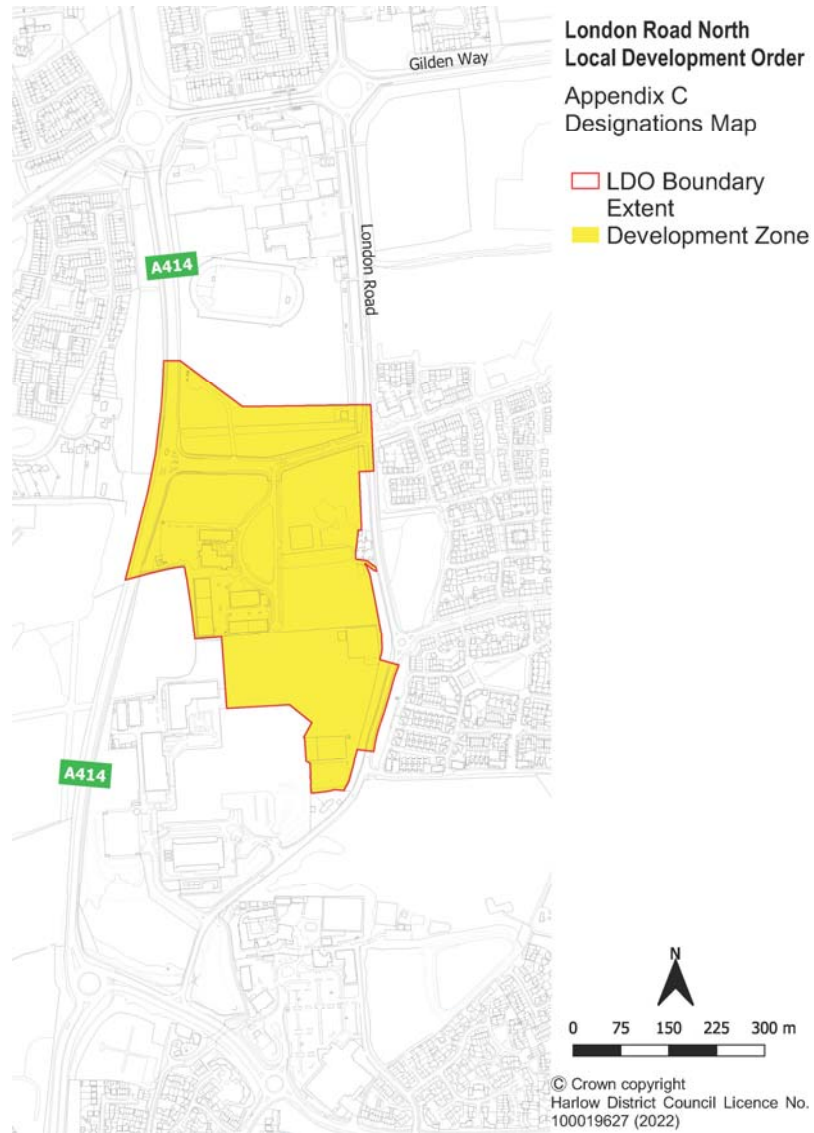 London Road North
Local Development Order
Appendix C
Designations Map
LDO Boundary
Extent
Development Zone
Gilden Way
London Road
A414
A414
N
0 75 150 225 300 m
© Crown copyright
Harlow District Council Licence No.
100019627 (2022)